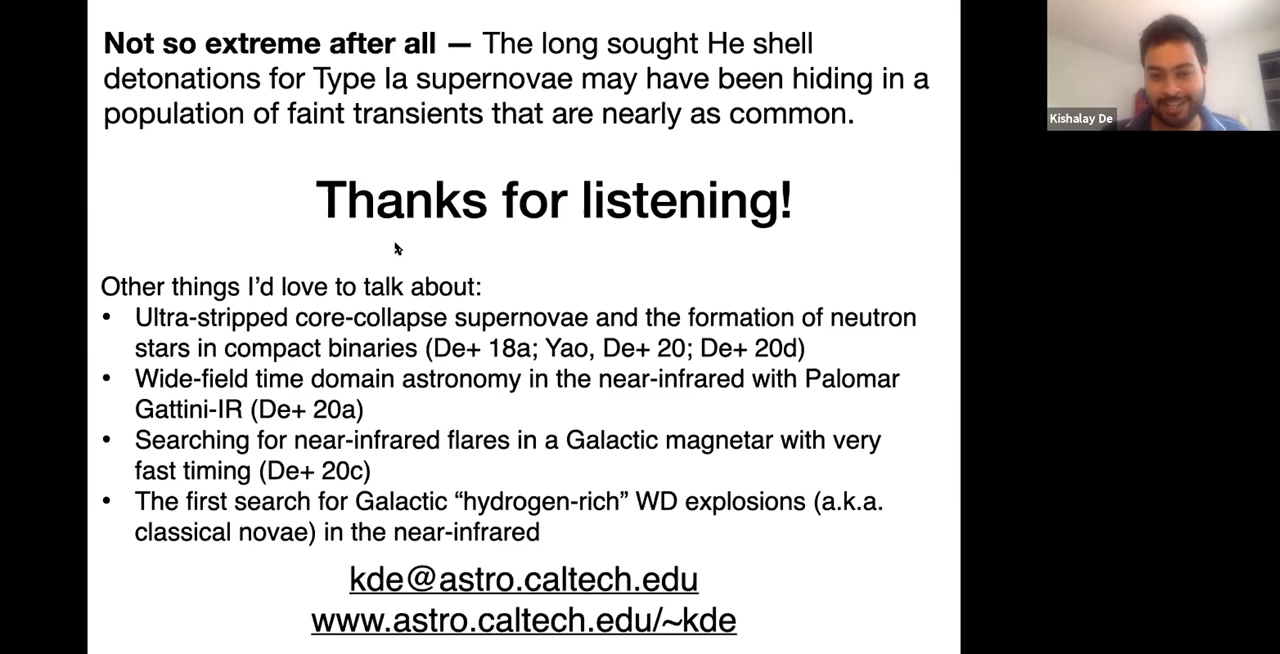 Not so extreme after all — The long sought He shell
detonations for Type Ia supernovae may have been hiding in a
population of faint transients that are nearly as common.
Kishalay De
Thanks for listening!
Other things I’d love to talk about:
• Ultra-stripped core-collapse supernovae and the formation of neutron
stars in compact binaries (De+ 18a; Yao, De+ 20; De+ 20d)
• Wide-field time domain astronomy in the near-infrared with Palomar
Gattini-IR (De+ 20a)
• Searching for near-infrared flares in a Galactic magnetar with very
fast timing (De+ 20c)
• The first search for Galactic “hydrogen-rich” WD explosions (a.k.a.
classical novae) in the near-infrared
kde@astro.caltech.edu
www.astro.caltech.edu/~kde